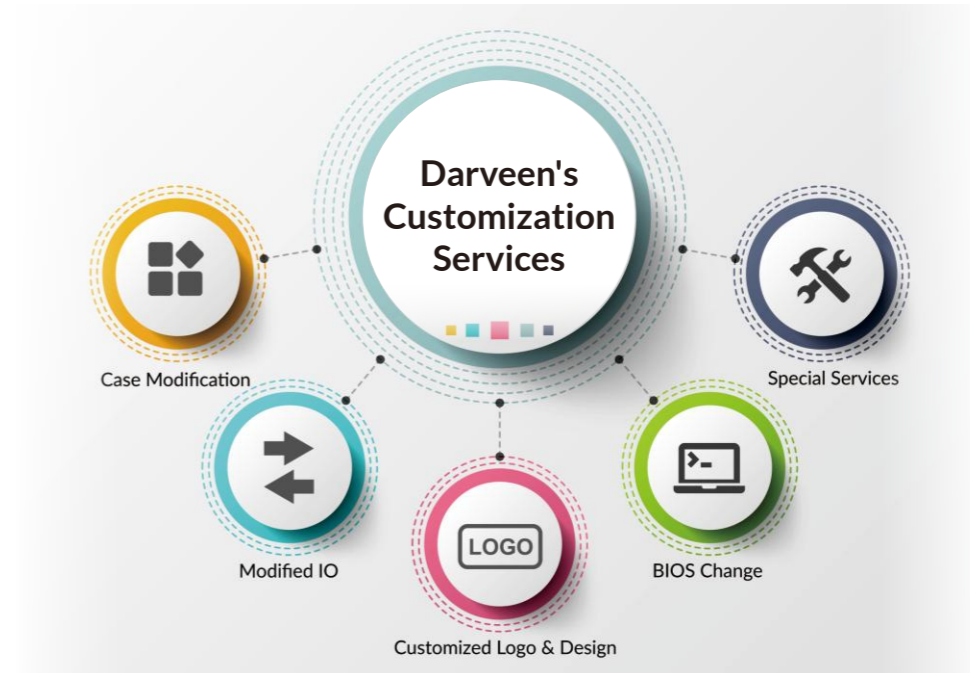 Darveen's
Customization
Services
Case Modification
Special Services
Modified IO
BIOS Change
LOGO
Customized Logo & Design